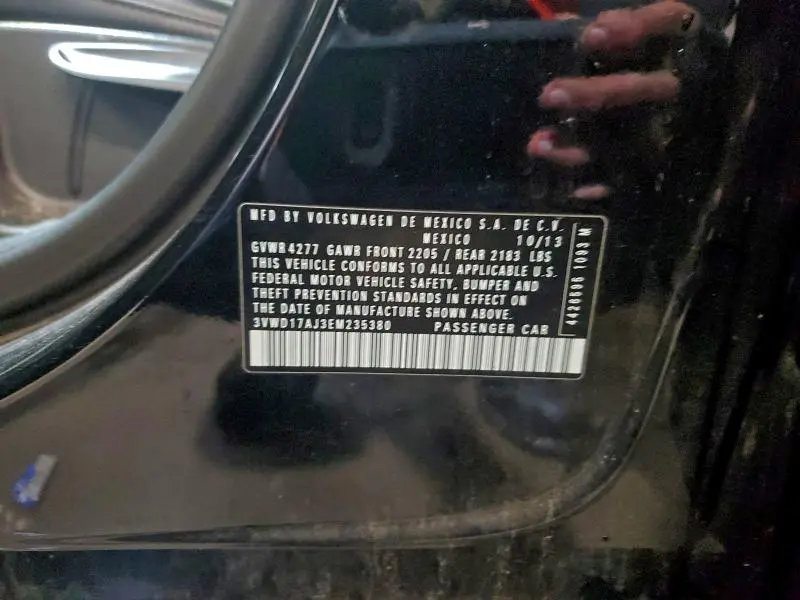 MFD BY VOLKSWAGEN DE MEXICO S.A. DE C.V.
MEXICO 10/13
GVWR 4277 GAWR FRONT 2205 / REAR 2183 LBS
THIS VEHICLE CONFORMS TO ALL APPLICABLE U.S.
FEDERAL MOTOR VEHICLE SAFETY, BUMPER AND
THEFT PREVENTION STANDARDS IN EFFECT ON
THE DATE OF MANUFACTURE SHOWN ABOVE.
3VWD17AJ3EM235380 PASSENGER CAR
1093 M